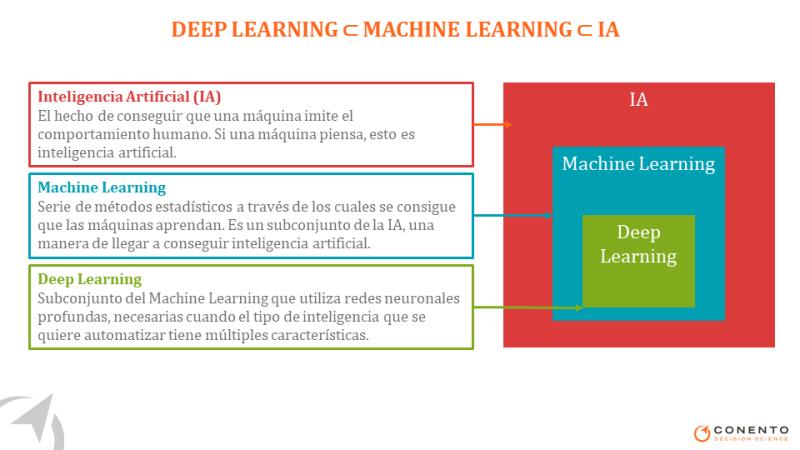 DEEP LEARNING ⊂ MACHINE LEARNING ⊂ IA
Inteligencia Artificial (IA)
El hecho de conseguir que una máquina imite el
comportamiento humano. Si una máquina piensa, esto es
inteligencia artificial.
Machine Learning
Serie de métodos estadísticos a través de los cuales se consigue
que las máquinas aprendan. Es un subconjunto de la IA, una
manera de llegar a conseguir inteligencia artificial.
Deep Learning
Subconjunto del Machine Learning que utiliza redes neuronales
profundas, necesarias cuando el tipo de inteligencia que se
quiere automatizar tiene múltiples características.
IA
Machine Learning
Deep
Learning
CONENTO
DECISION SCIENCE